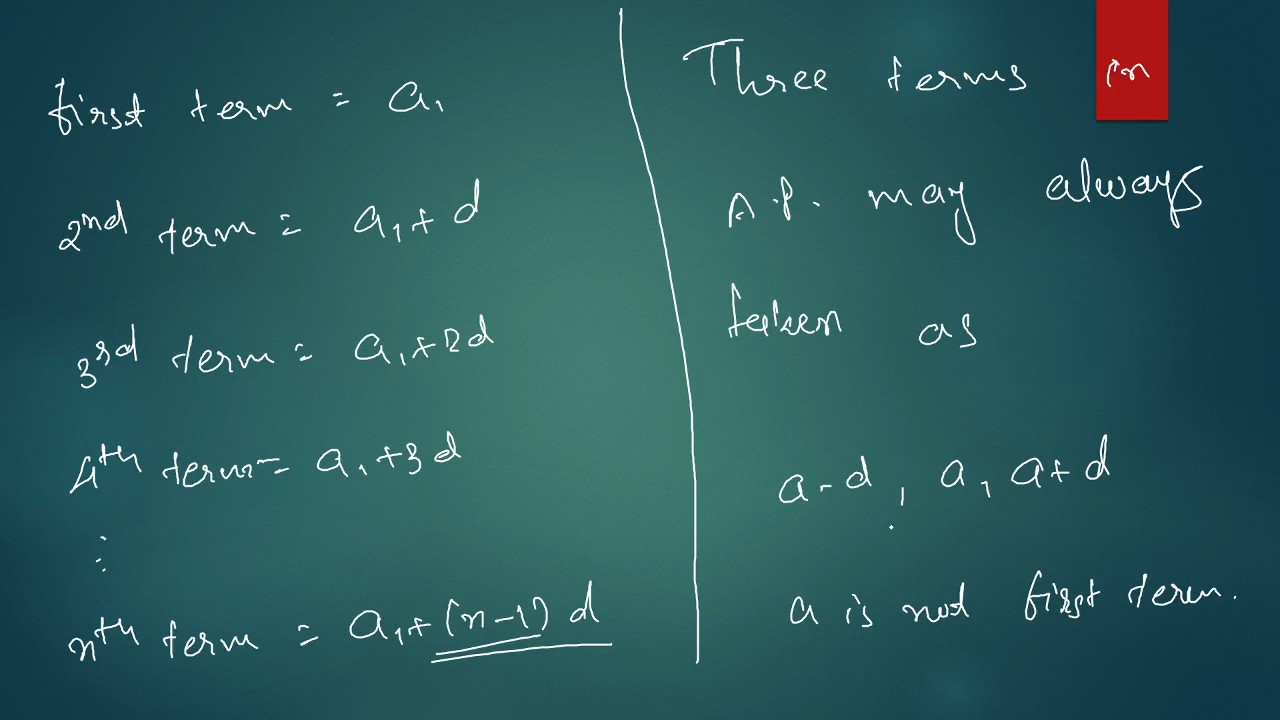 first term = a₁
2ⁿᵈ term = a₁ + d
3ʳᵈ term = a₁ + 2d
4ᵗʰ term = a₁ + 3d
⋮
nᵗʰ term = a₁ + (n-1) d
Three terms in
A.P. may always
taken as
a-d, a, a+d
a is not first term.